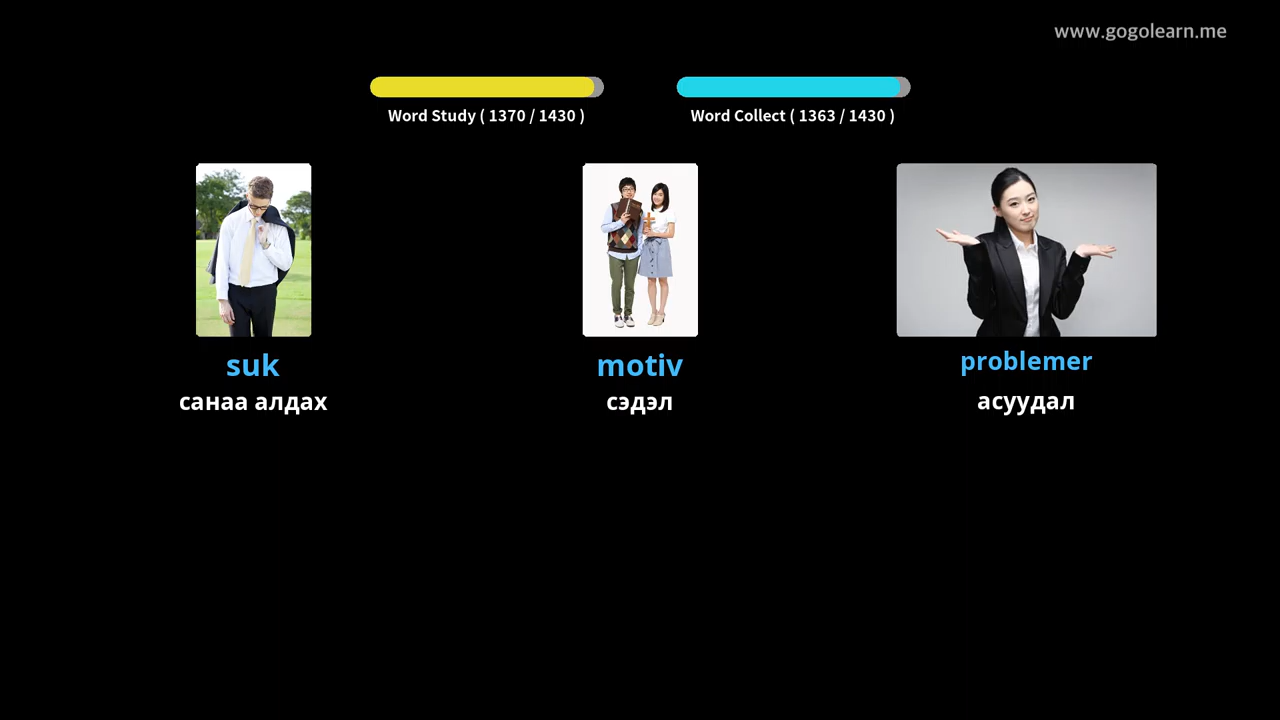 www.gogolearn.me
Word Study ( 1370 / 1430 )
Word Collect ( 1363 / 1430 )
suk
motiv
problemer
санаа алдах
сэдэл
асуудал